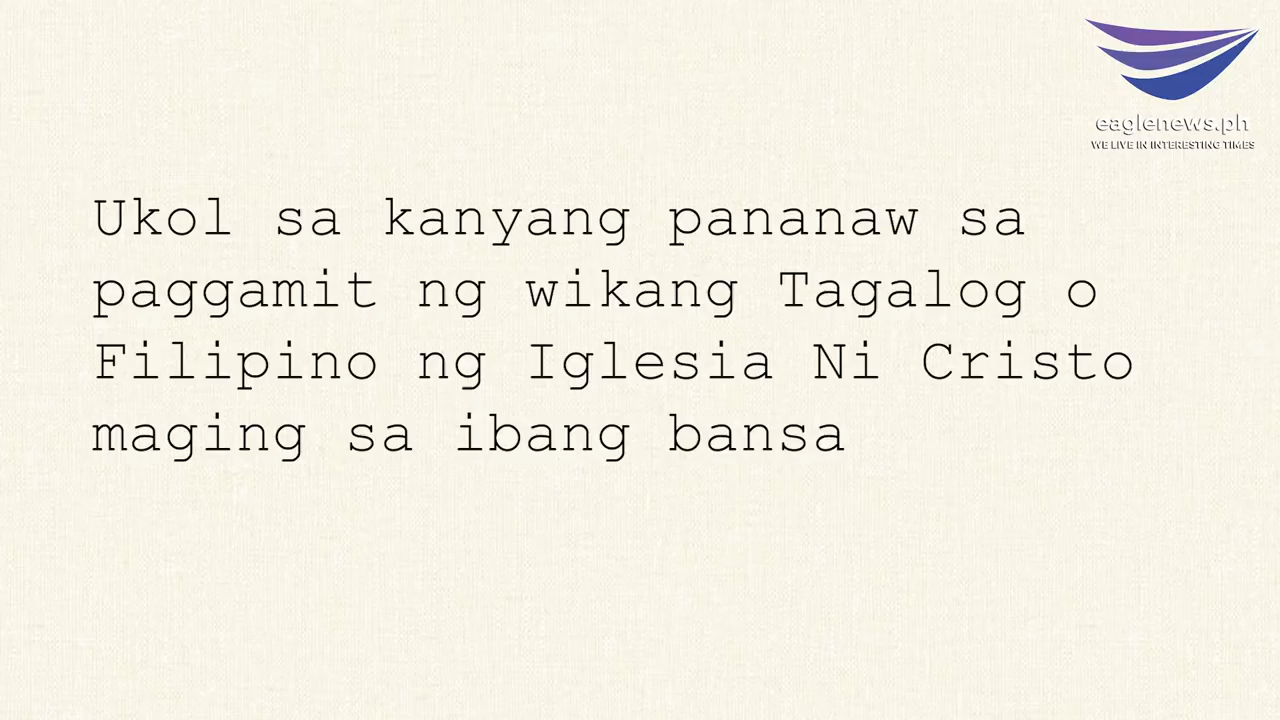 eaglenews.ph
WE LIVE IN INTERESTING TIMES
Ukol sa kanyang pananaw sa
paggamit ng wikang Tagalog o
Filipino ng Iglesia Ni Cristo
maging sa ibang bansa